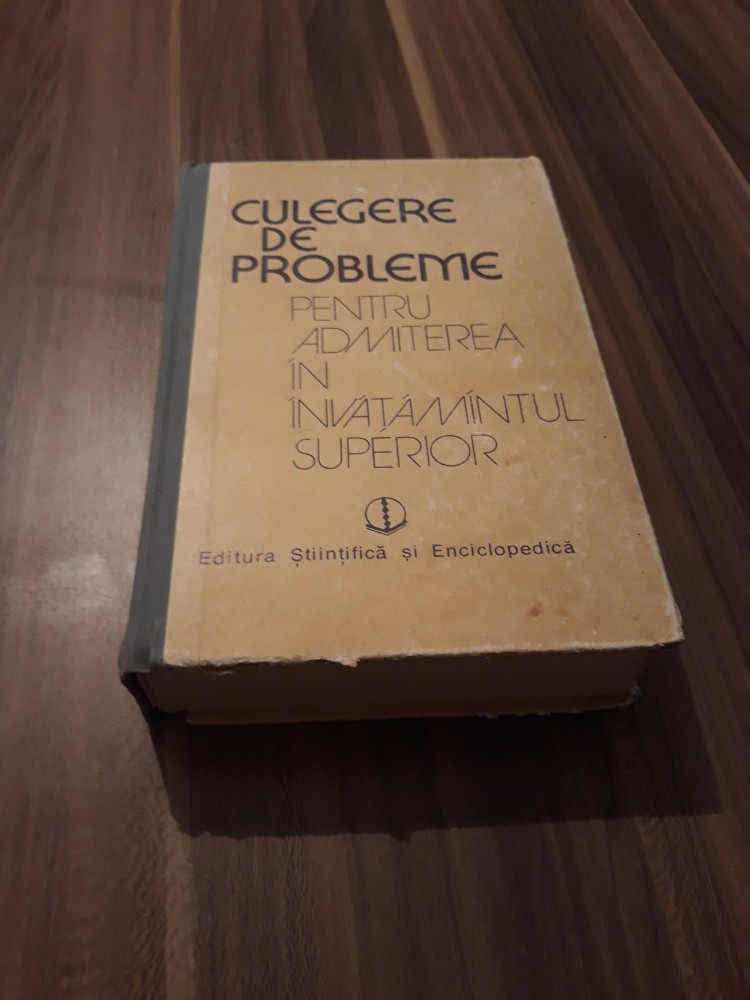 CULEGERE
DE
PROBLEME
PENTRU
ADMITEREA
ÎN
ÎNVĂȚĂMÎNTUL
SUPERIOR
Editura Științifică și Enciclopedică